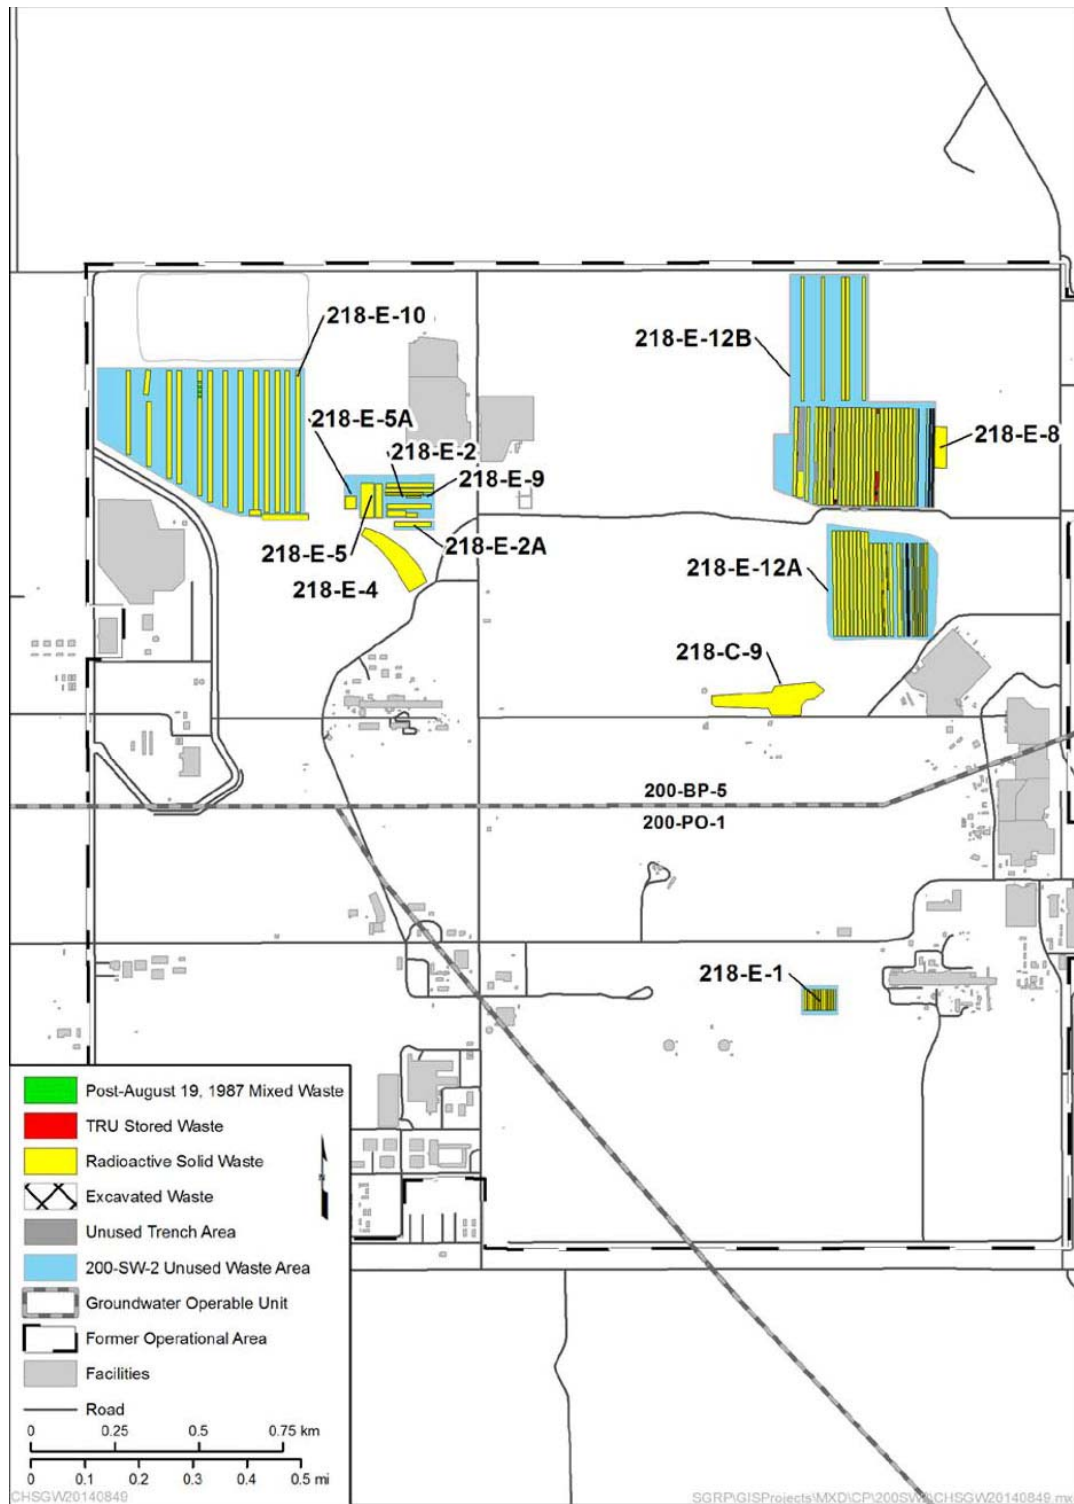 218-E-10
218-E-12B
218-E-5A
218-E-2
218-E-8
218-E-9
218-E-5
218-E-2A
218-E-12A
218-E-4
218-C-9
200-BP-5
200-PO-1
218-E-1
Post-August 19, 1987 Mixed Waste
TRU Stored Waste
Radioactive Solid Waste
Excavated Waste
Unused Trench Area
200-SW-2 Unused Waste Area
Groundwater Operable Unit
Former Operational Area
Facilities
Road
0 0.25 0.5 0.75 km
0 0.1 0.2 0.3 0.4 0.5 mi
CHSGW20140849